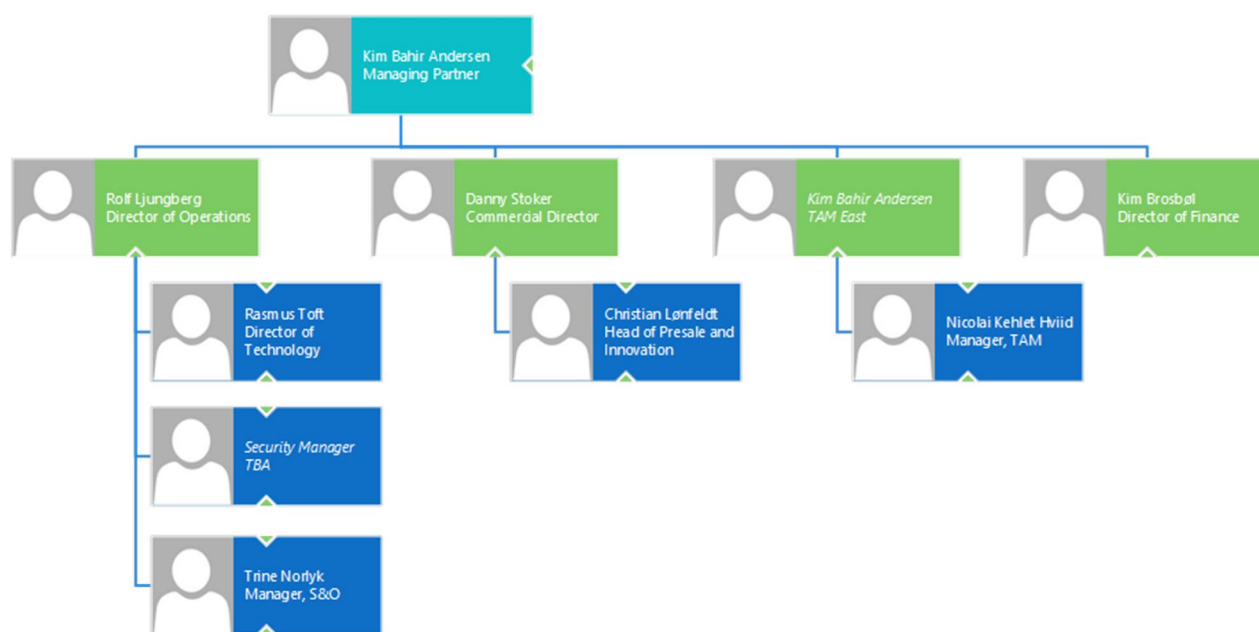 Kim Bahir Andersen
Managing Partner
Rolf Ljungberg
Director of Operations
Danny Stoker
Commercial Director
Kim Bahir Andersen
TAM East
Kim Brosbøl
Director of Finance
Rasmus Toft
Director of
Technology
Christian Lønfeldt
Head of Presale and
Innovation
Nicolai Kehlet Hviid
Manager, TAM
Security Manager
TBA
Trine Norlyk
Manager, S&O